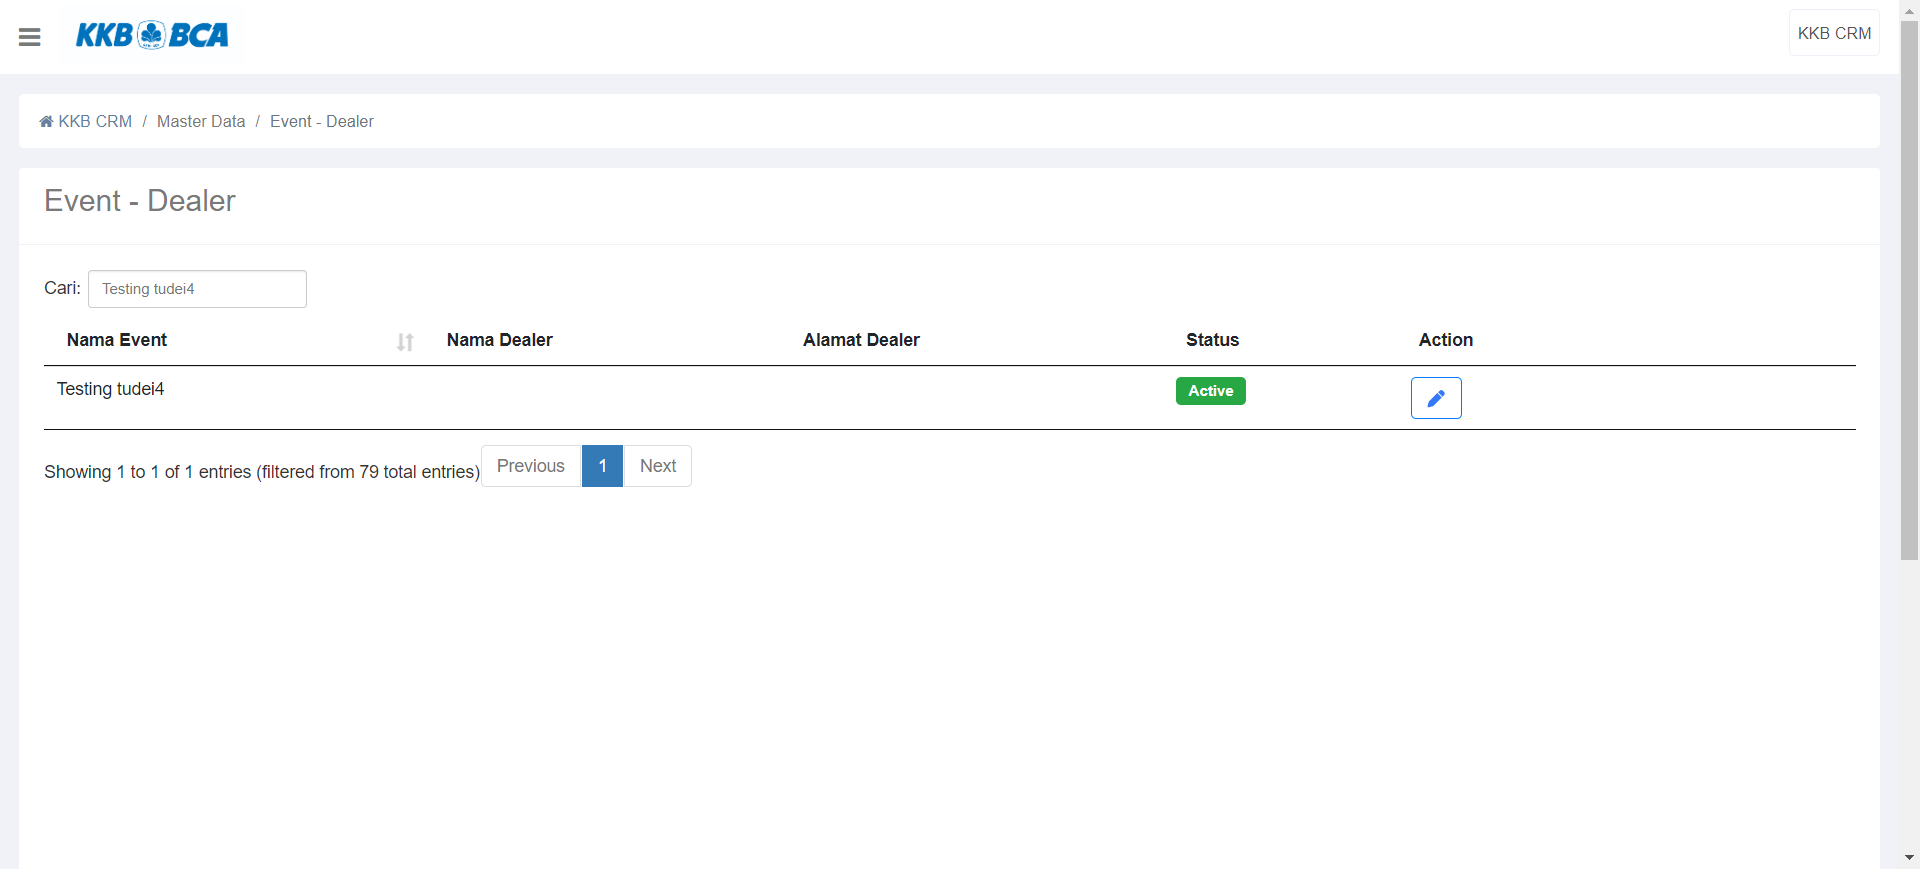 KKB BCA
KKB CRM
KKB CRM / Master Data / Event - Dealer
Event - Dealer
Cari: Testing tudei4
Nama Event Nama Dealer Alamat Dealer Status Action
Testing tudei4 Active
Showing 1 to 1 of 1 entries (filtered from 79 total entries) Previous 1 Next